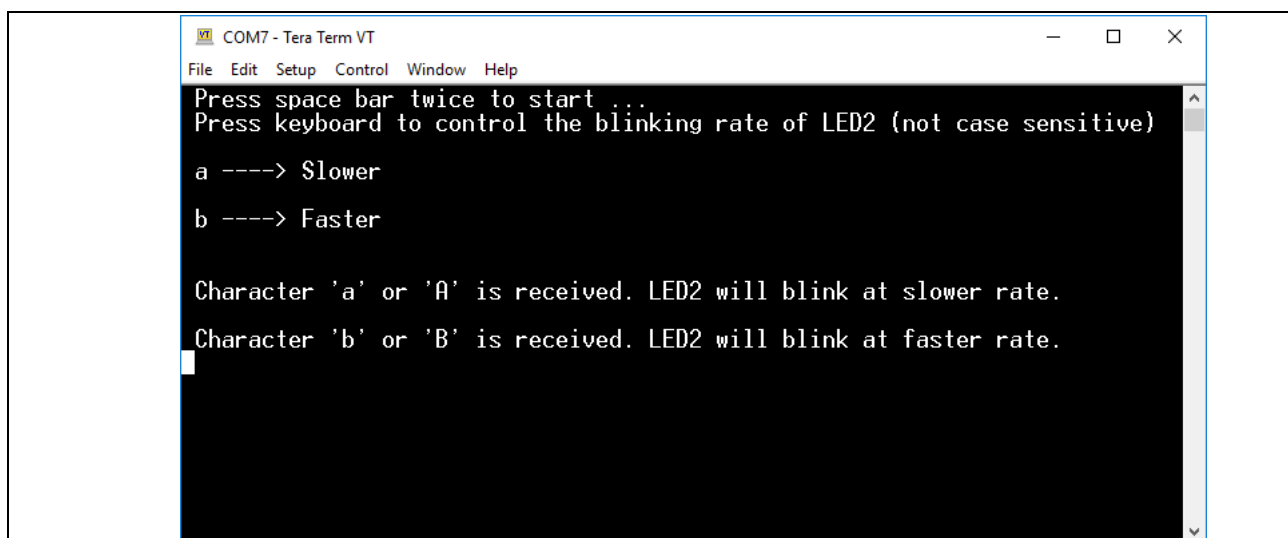 COM7 - Tera Term VT
File Edit Setup Control Window Help
Press space bar twice to start ...
Press keyboard to control the blinking rate of LED2 (not case sensitive)
a ----> Slower
b ----> Faster
Character 'a' or 'A' is received. LED2 will blink at slower rate.
Character 'b' or 'B' is received. LED2 will blink at faster rate.